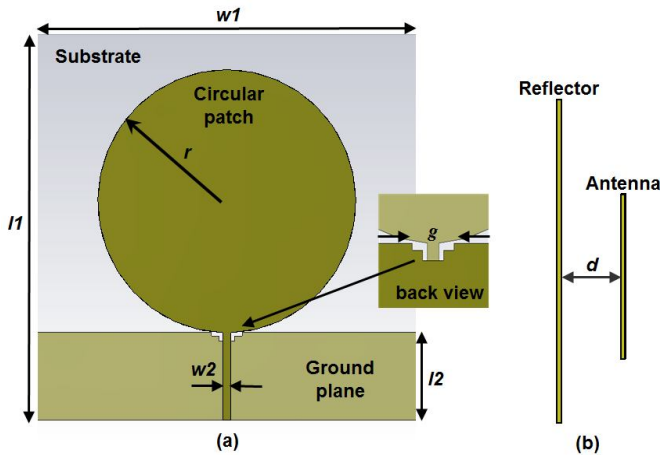 w1
Substrate
Circular
patch
r
l1
g
back view
w2
Ground
plane
l2
(a)
Reflector
Antenna
d
(b)